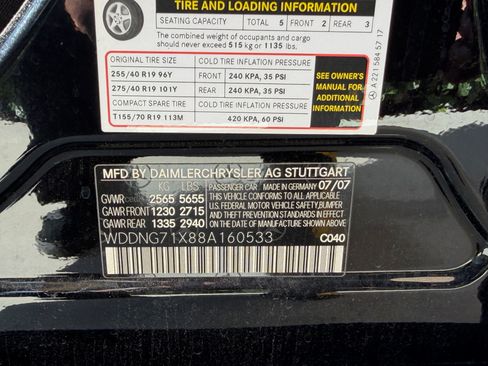 TIRE AND LOADING INFORMATION
SEATING CAPACITY TOTAL 5 FRONT 2 REAR 3
The combined weight of occupants and cargo
should never exceed 515 kg or 1135 lbs.
ORIGINAL TIRE SIZE COLD TIRE INFLATION PRESSURE
255/40 R19 96Y FRONT 240 KPA, 35 PSI
275/40 R19 101Y REAR 240 KPA, 35 PSI
COMPACT SPARE TIRE COLD TIRE INFLATION PRESSURE
T155/70 R19 113M 420 KPA, 60 PSI
SEE OWNER'S
MANUAL FOR
ADDITIONAL
INFORMATION
A 221 584 57 17
MFD BY DAIMLERCHRYSLER AG STUTTGART
KG LBS PASSENGER CAR MADE IN GERMANY 07/07
GVWR 2565 5655
GAWR FRONT 1230 2715
GAWR REAR 1335 2940
THIS VEHICLE CONFORMS TO ALL APPLICABLE
U.S. FEDERAL MOTOR VEHICLE SAFETY, BUMPER,
AND THEFT PREVENTION STANDARDS IN EFFECT
ON THE DATE OF MANUFACTURE SHOWN ABOVE.
WDDNG71X88A160533 C040